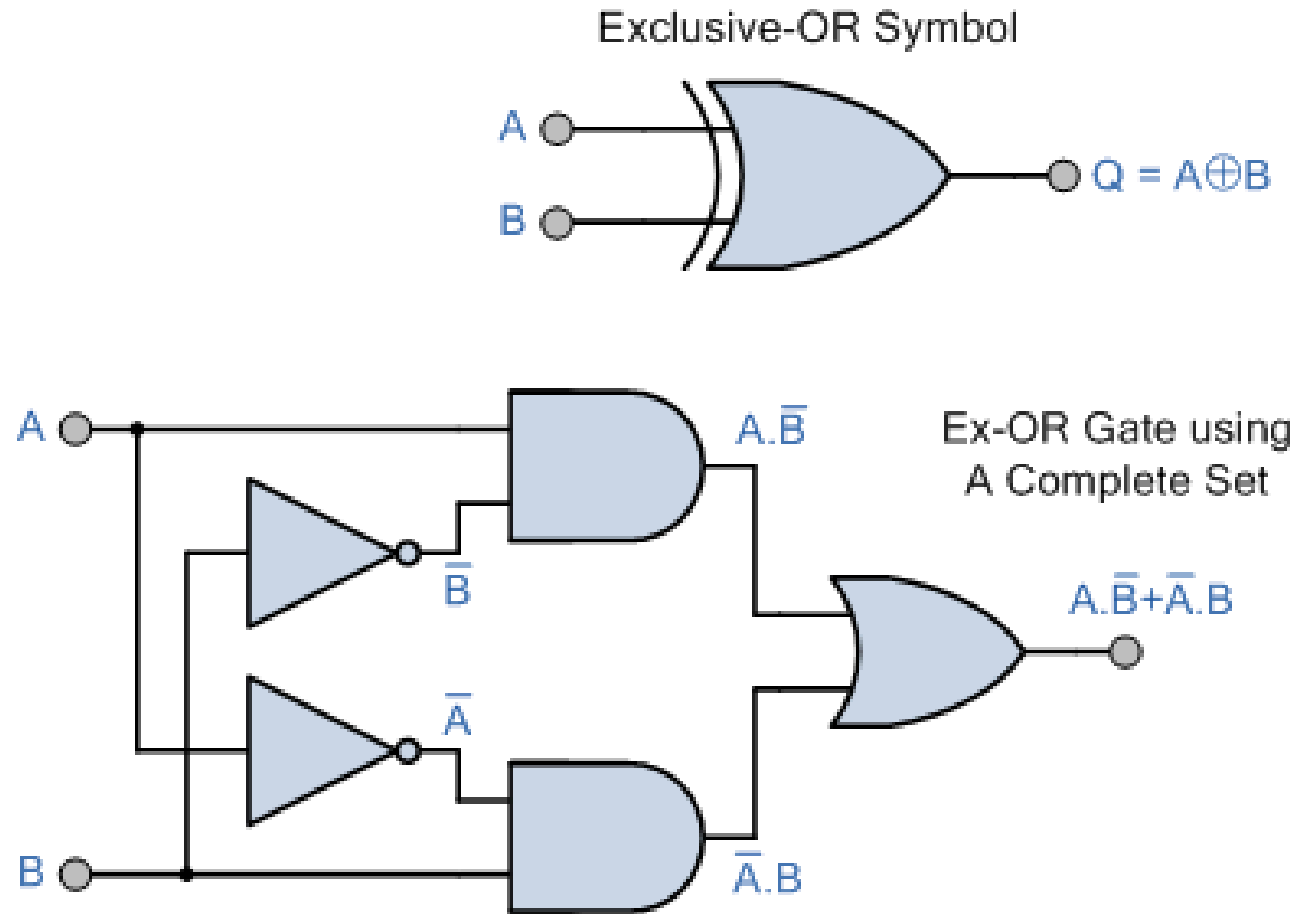 Exclusive-OR Symbol
A
Q = A⊕B
B
A
A.B̅
Ex-OR Gate using
A Complete Set
B̅
A.B̅+A̅.B
A̅
B
A̅.B